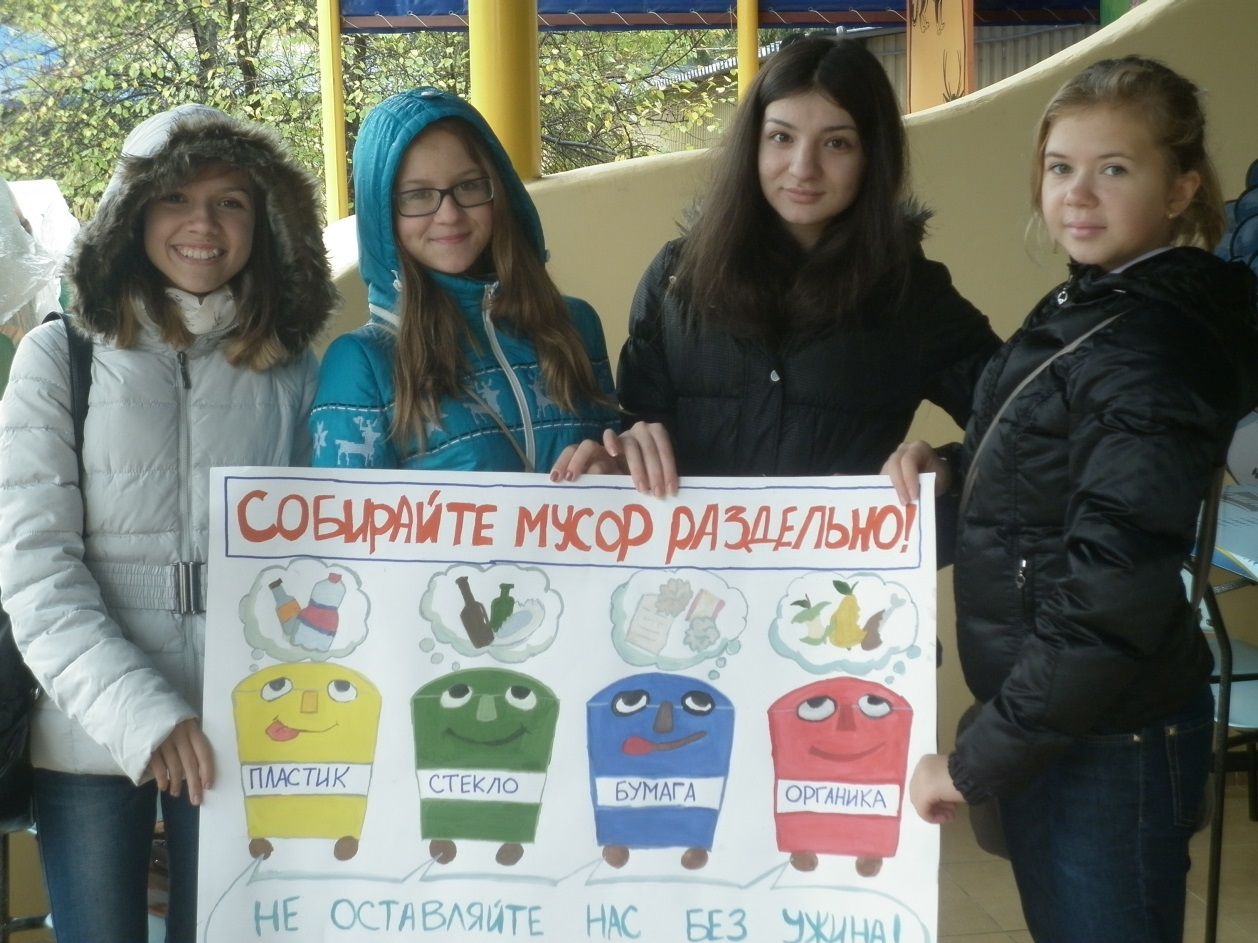 СОБИРАЙТЕ МУСОР РАЗДЕЛЬНО!
ПЛАСТИК СТЕКЛО БУМАГА ОРГАНИКА
НЕ ОСТАВЛЯЙТЕ НАС БЕЗ УЖИНА!